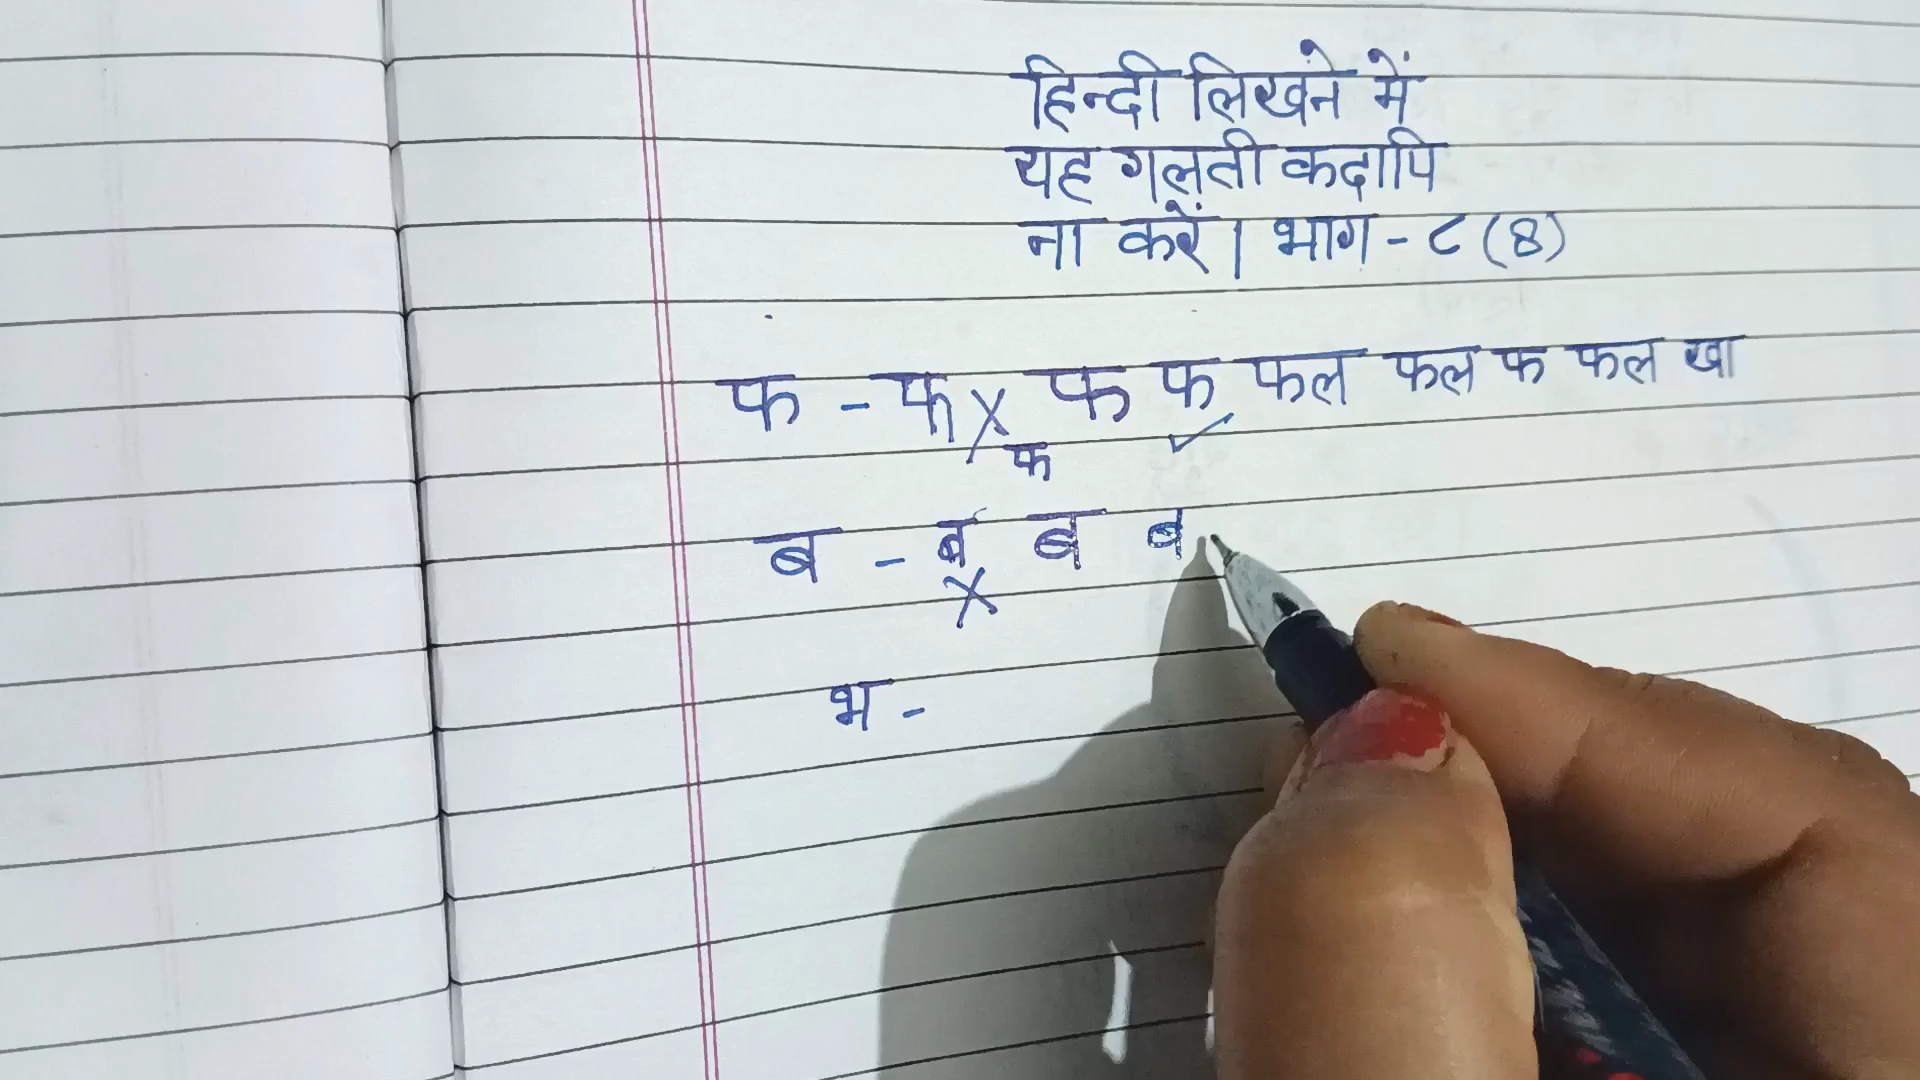 हिन्दी लिखने में
यह गलती कदापि
ना करें। भाग - ८ (8)
फ - फ फ फ फल फल फ फल खा
फ
ब - ब ब ब
भ -